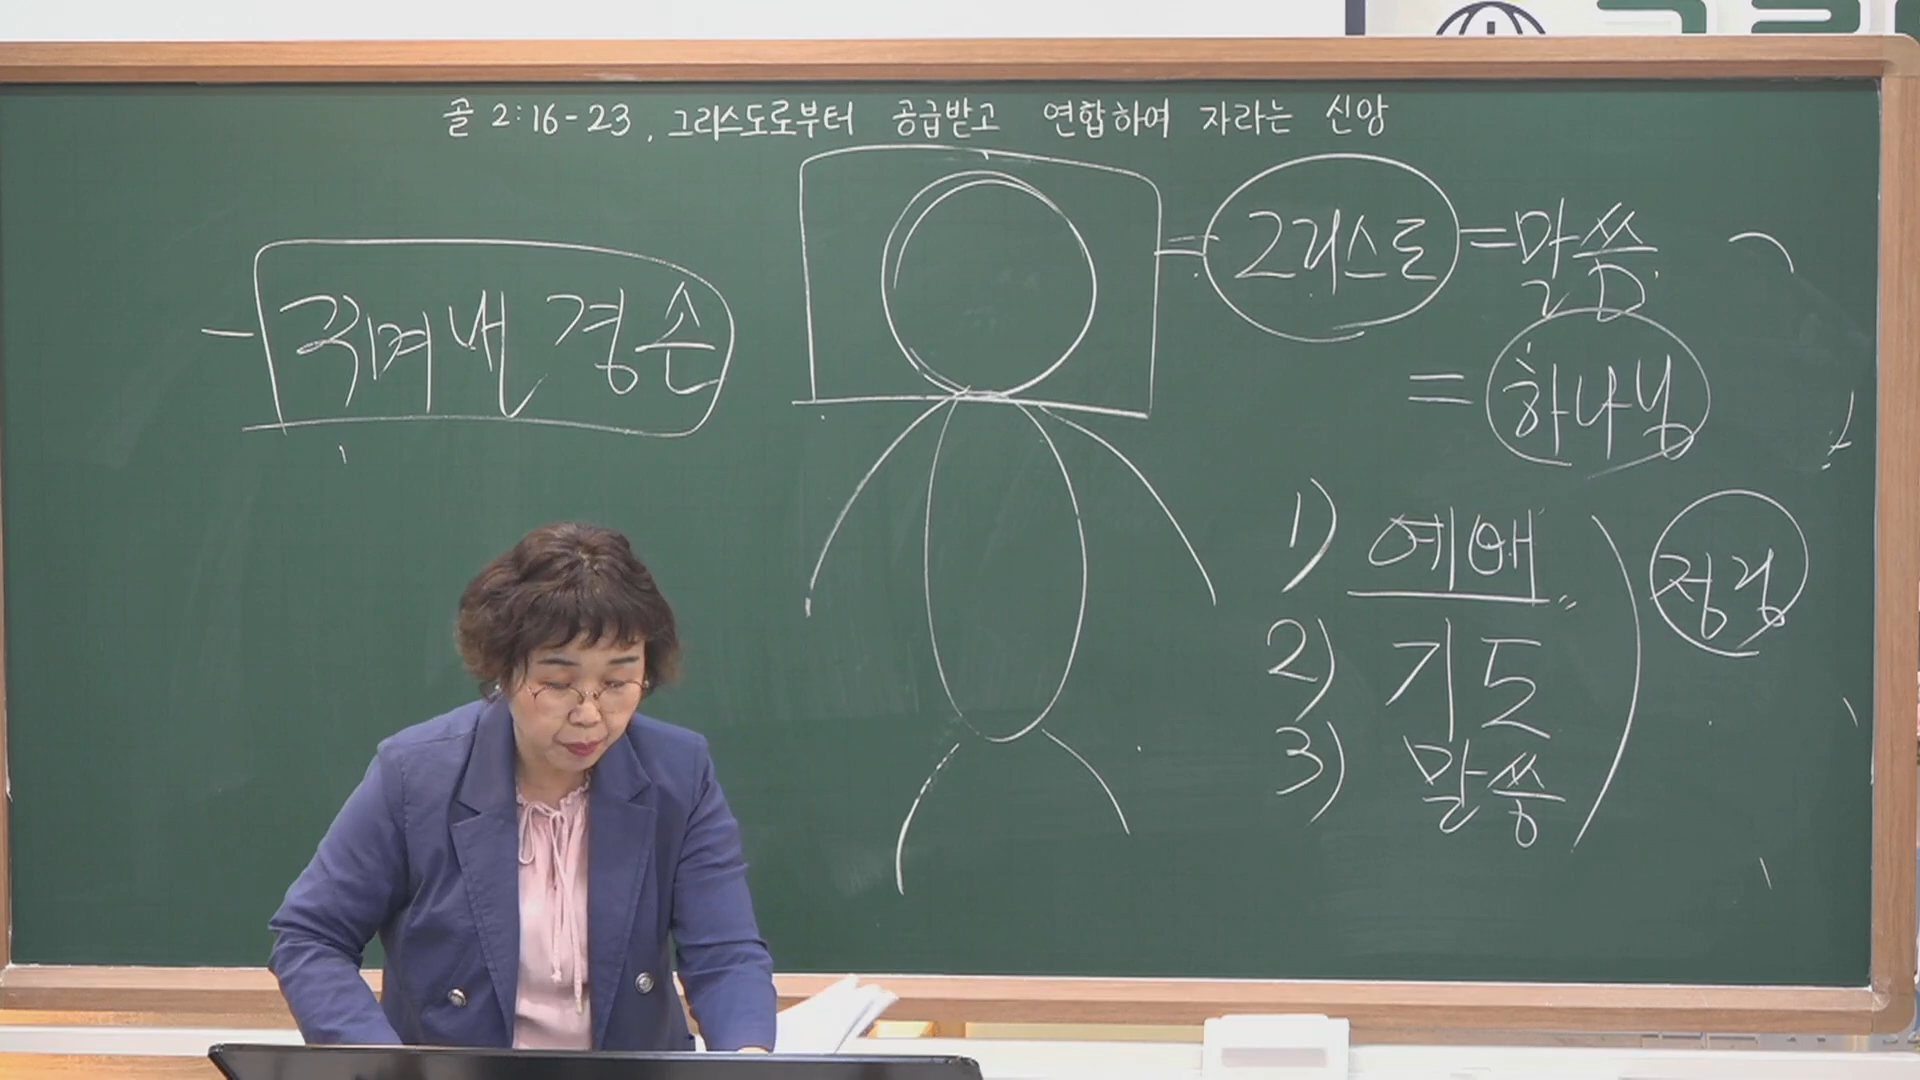 골 2:16-23, 그리스도로부터 공급받고 연합하여 자라는 신앙
- 꾸며낸 겸손
= 그리스도 = 말씀
= 하나님
1) 예배
2) 기도
3) 말씀
점검